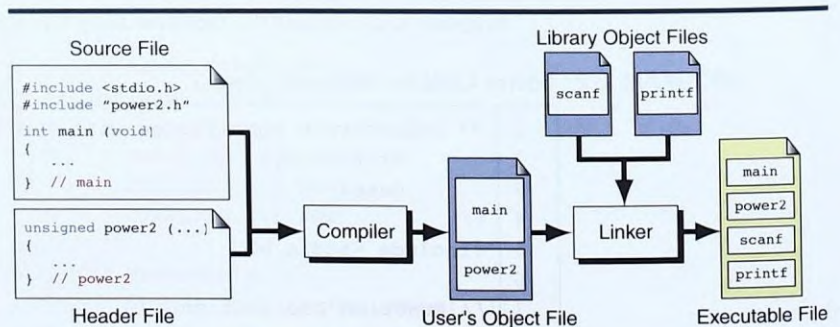 Source File
#include <stdio.h>
#include "power2.h"
int main (void)
{
...
} // main
unsigned power2 (...)
{
...
} // power2
Header File
Compiler
main
power2
User's Object File
Library Object Files
scanf
printf
Linker
main
power2
scanf
printf
Executable File